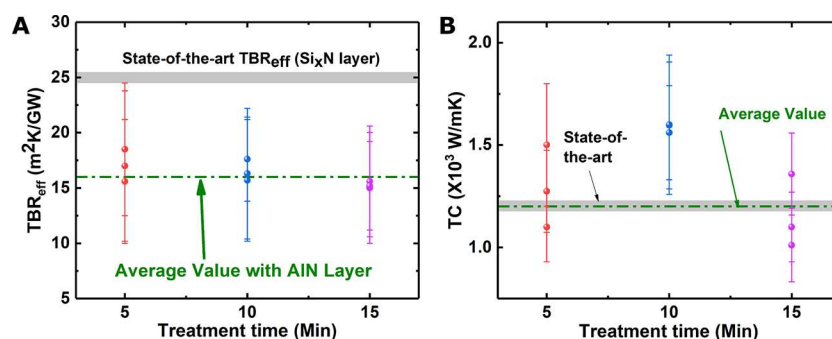 A
30
25
20
15
10
5
TBReff (m2K/GW)
State-of-the-art TBReff (SixN layer)
Average Value with AlN Layer
5
10
15
Treatment time (Min)
B
2.0
1.5
1.0
TC (X10³ W/mK)
State-of-
the-art
Average Value
5
10
15
Treatment time (Min)